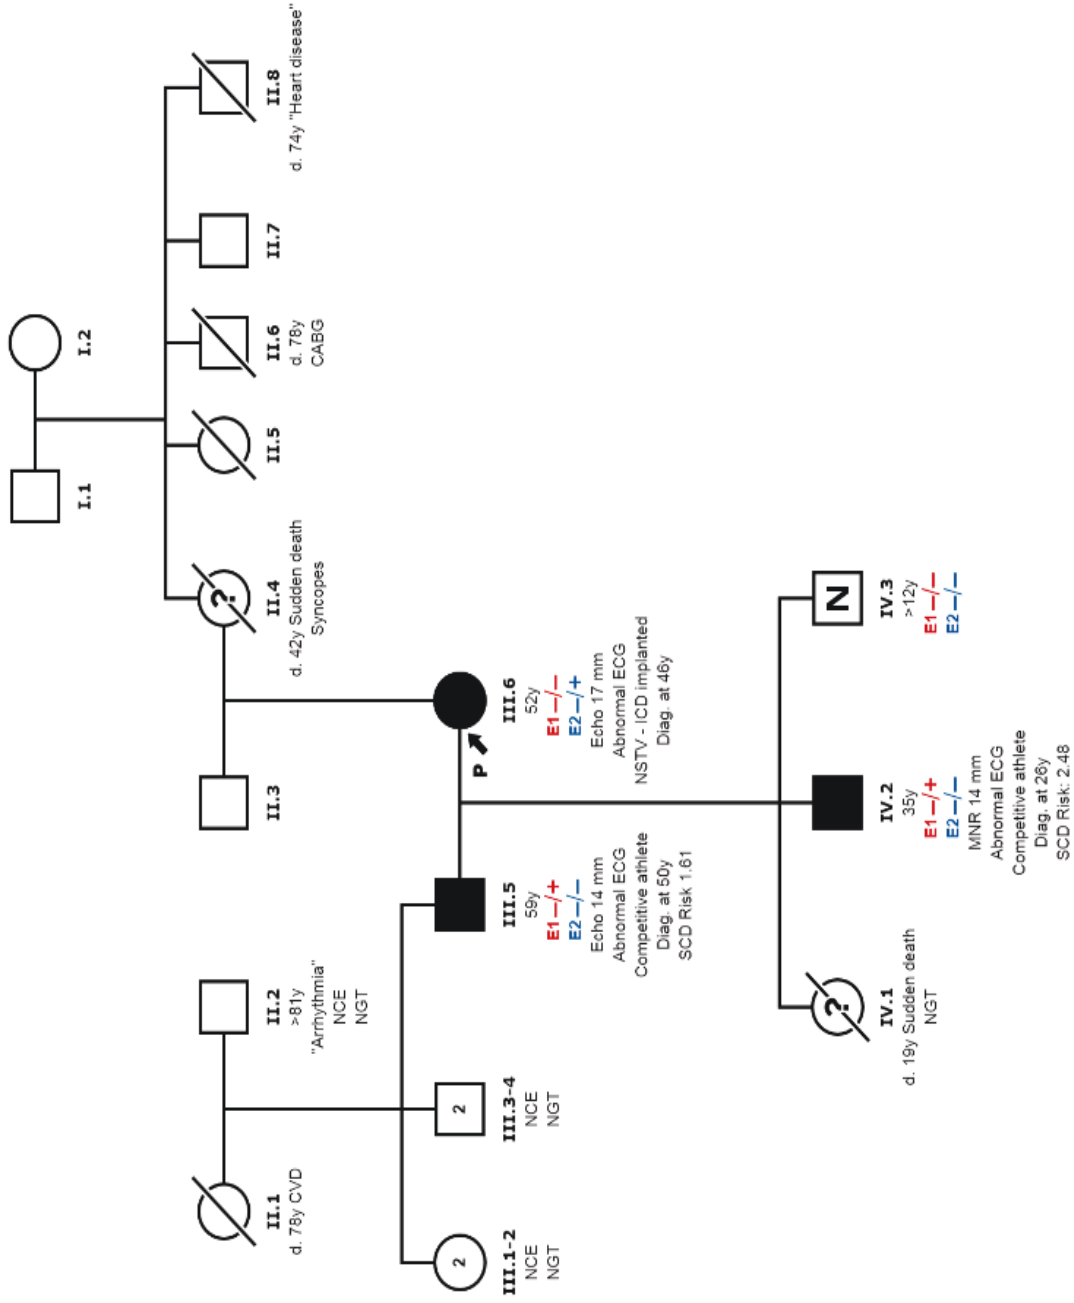 I.1
I.2
II.1
d. 78y CVD
II.2
>81y
"Arrhythmia"
NCE
NGT
II.3
?
II.4
d. 42y Sudden death
Syncopes
II.5
II.6
d. 78y
CABG
II.7
II.8
d. 74y "Heart disease"
2
III.1-2
NCE
NGT
2
III.3-4
NCE
NGT
III.5
59y
E1 –/+
E2 –/–
Echo 14 mm
Abnormal ECG
Competitive athlete
Diag. at 50y
SCD Risk 1.61
P
III.6
52y
E1 –/–
E2 –/+
Echo 17 mm
Abnormal ECG
NSTV - ICD implanted
Diag. at 46y
?
IV.1
d. 19y Sudden death
NGT
IV.2
35y
E1 –/+
E2 –/–
MNR 14 mm
Abnormal ECG
Competitive athlete
Diag. at 26y
SCD Risk: 2.48
N
IV.3
>12y
E1 –/–
E2 –/–